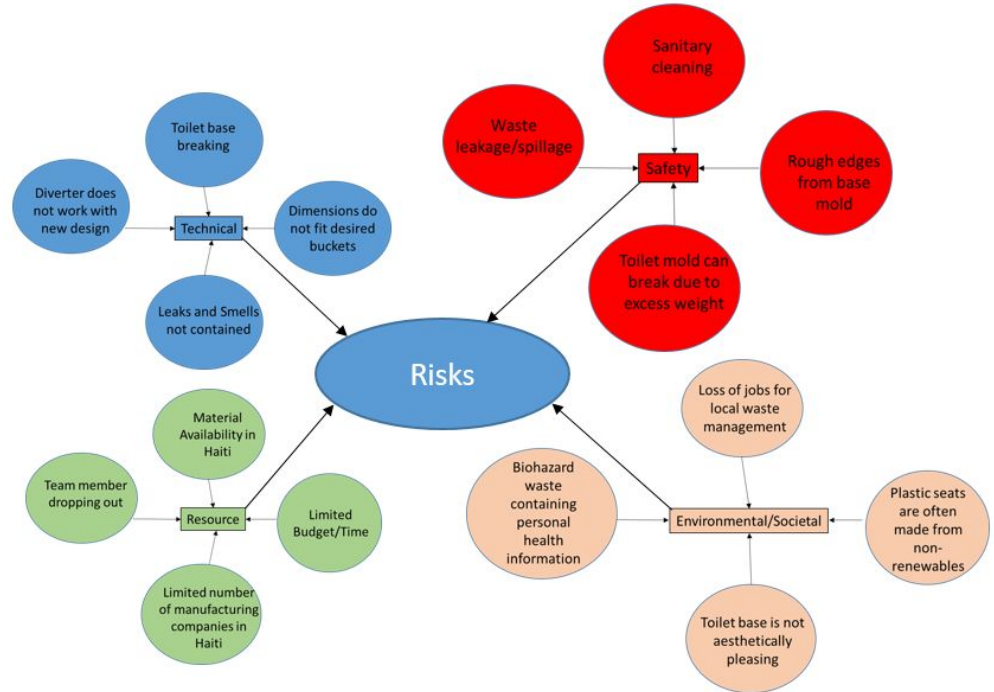 Toilet base
breaking
Diverter does
not work with
new design
Technical
Dimensions do
not fit desired
buckets
Leaks and Smells
not contained
Sanitary
cleaning
Waste
leakage/spillage
Safety
Rough edges
from base
mold
Toilet mold can
break due to
excess weight
Risks
Material
Availability in
Haiti
Team member
dropping out
Resource
Limited
Budget/Time
Limited number
of manufacturing
companies in
Haiti
Loss of jobs for
local waste
management
Biohazard
waste
containing
personal
health
information
Environmental/Societal
Plastic seats
are often
made from
non-
renewables
Toilet base is not
aesthetically
pleasing